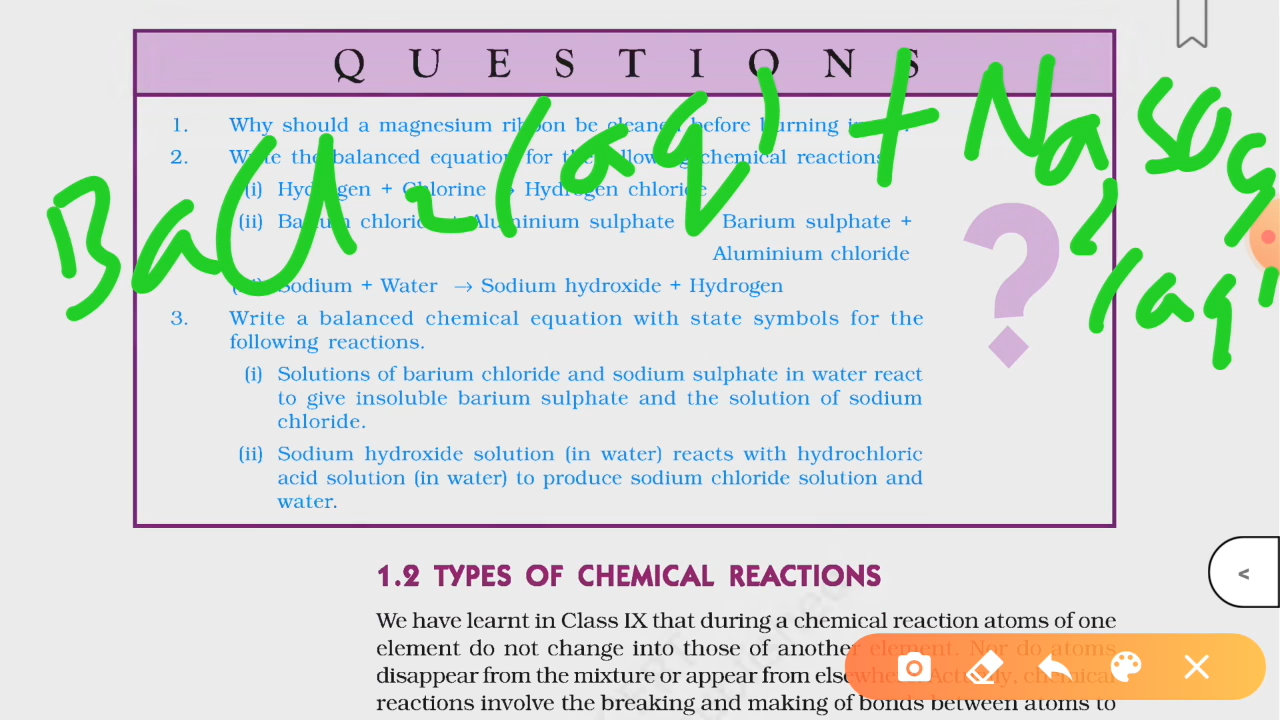 QUESTIONS
1. Why should a magnesium ribbon be cleaned before burning in
2. Write the balanced equation for the following chemical reactions.
(i) Hydrogen + Chlorine → Hydrogen chloride
(ii) Barium chloride + Aluminium sulphate → Barium sulphate +
Aluminium chloride
(iii) Sodium + Water → Sodium hydroxide + Hydrogen
3. Write a balanced chemical equation with state symbols for the
following reactions.
(i) Solutions of barium chloride and sodium sulphate in water react
to give insoluble barium sulphate and the solution of sodium
chloride.
(ii) Sodium hydroxide solution (in water) reacts with hydrochloric
acid solution (in water) to produce sodium chloride solution and
water.
?
BaCl2(aq) + Na2SO4
(aq)
<
1.2 TYPES OF CHEMICAL REACTIONS
We have learnt in Class IX that during a chemical reaction atoms of one
element do not change into those of another element. Nor do atoms
disappear from the mixture or appear from elsewhere. Actually, chemical
reactions involve the breaking and making of bonds between atoms to